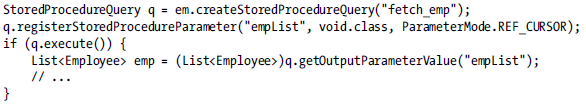 StoredProcedureQuery q = em.createStoredProcedureQuery("fetch_emp");
q.registerStoredProcedureParameter("empList", void.class, ParameterMode.REF_CURSOR);
if (q.execute()) {
    List<Employee> emp = (List<Employee>)q.getOutputParameterValue("empList");
    // ...
}